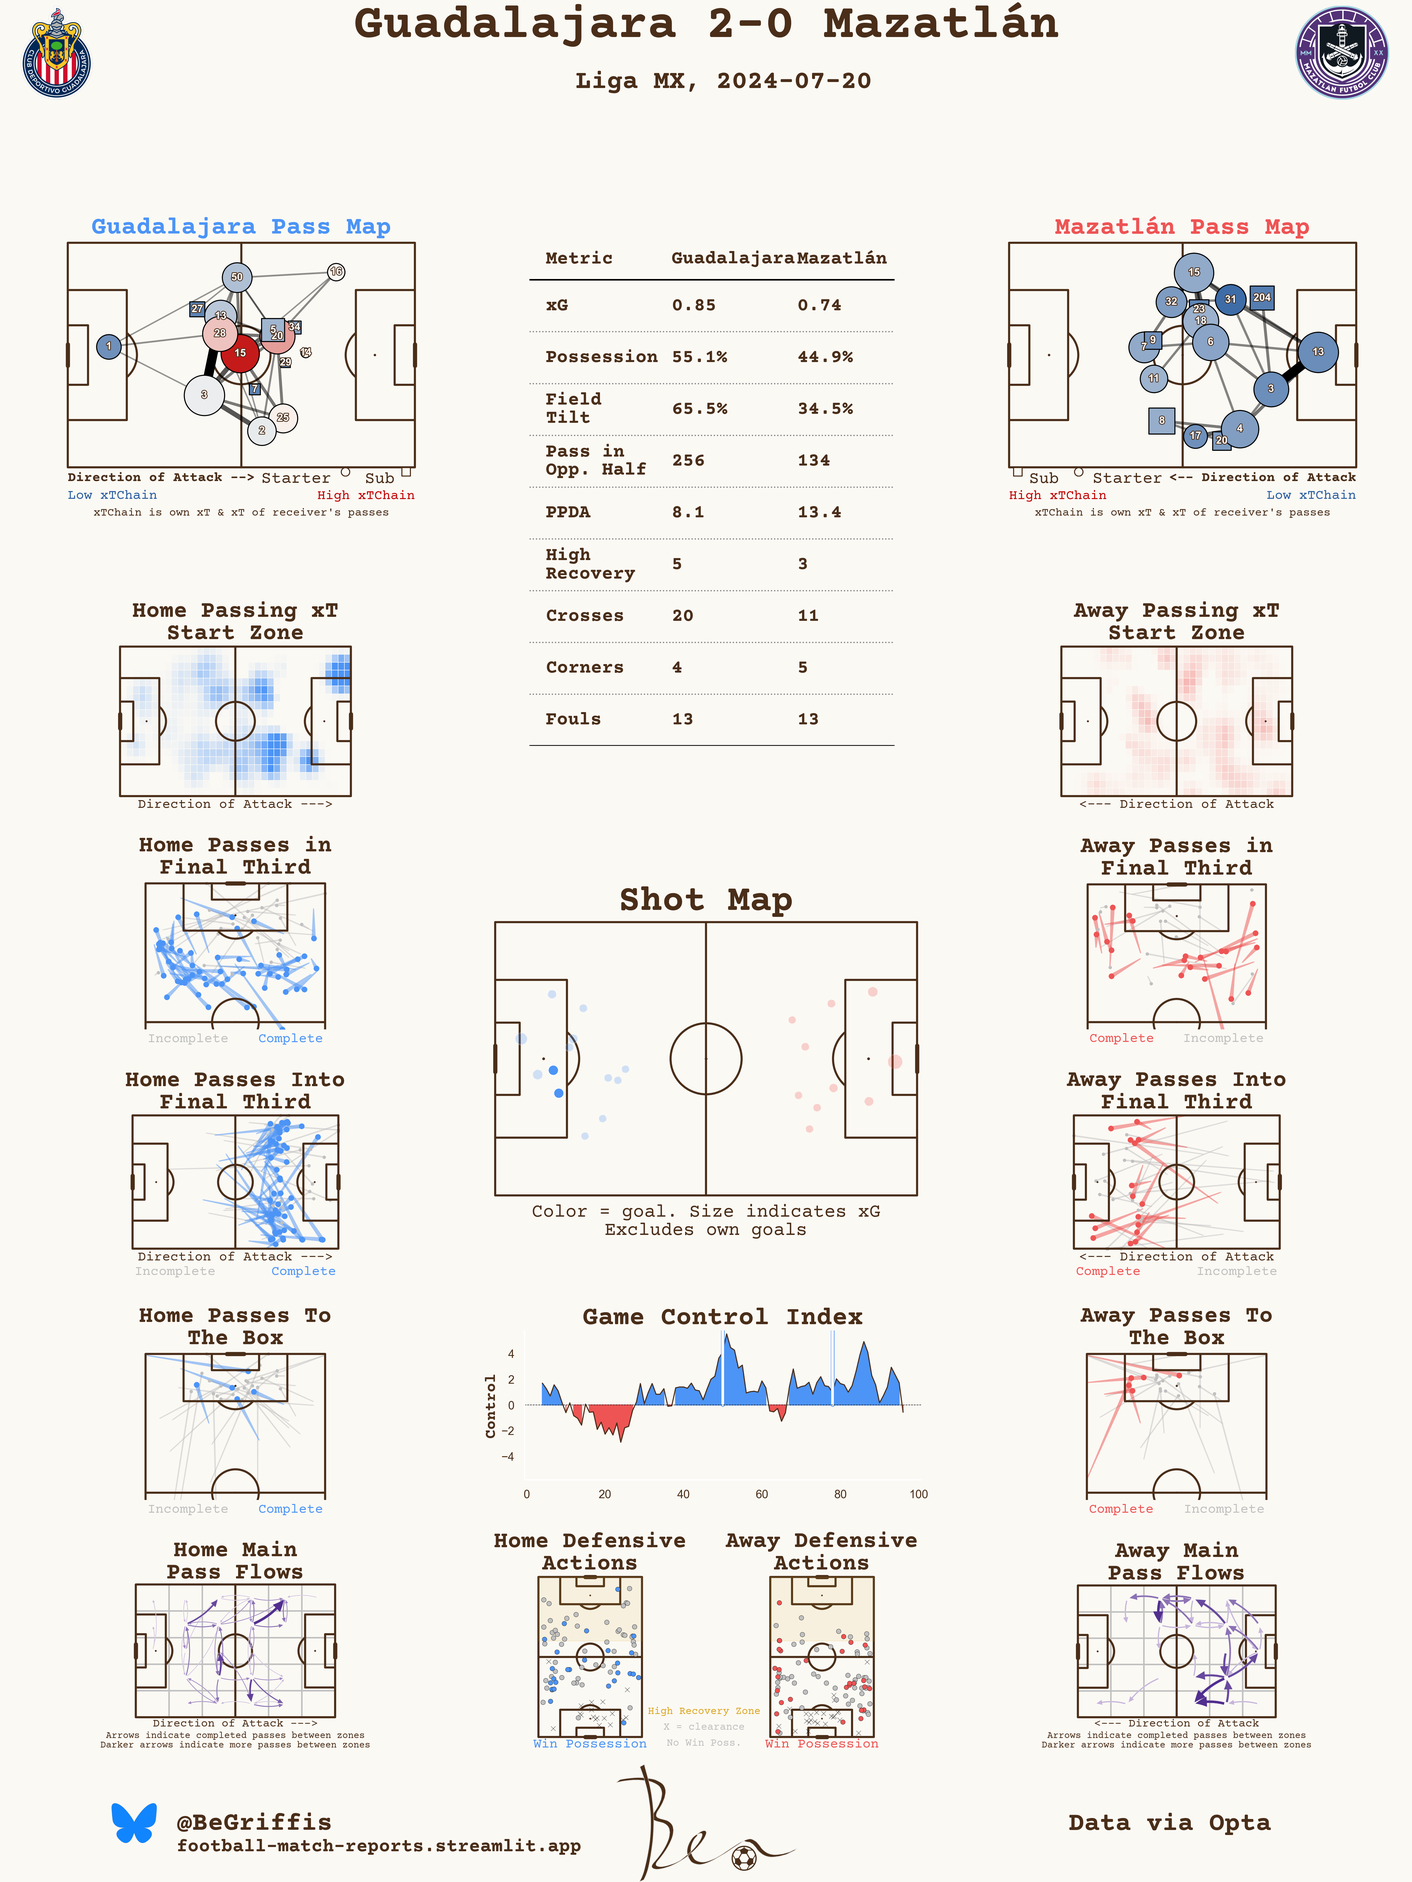 Guadalajara 2-0 Mazatlán
Liga MX, 2024-07-20
CLUB DEPORTIVO GUADALAJARA
MM XX
MAZATLAN FUTBOL CLUB
Guadalajara Pass Map
50
16
27
13
28
5
34
20
1
15
14
29
7
3
25
2
Direction of Attack --> Starter Sub
Low xTChain High xTChain
xTChain is own xT & xT of receiver's passes
Metric Guadalajara Mazatlán
xG 0.85 0.74
Possession 55.1% 44.9%
Field
Tilt 65.5% 34.5%
Pass in
Opp. Half 256 134
PPDA 8.1 13.4
High
Recovery 5 3
Crosses 20 11
Corners 4 5
Fouls 13 13
Mazatlán Pass Map
15
32
31
204
23
18
7
9
6
13
11
3
8
17
20
4
Sub Starter <-- Direction of Attack
High xTChain Low xTChain
xTChain is own xT & xT of receiver's passes
Home Passing xT
Start Zone
Direction of Attack --->
Away Passing xT
Start Zone
<--- Direction of Attack
Home Passes in
Final Third
Incomplete Complete
Away Passes in
Final Third
Complete Incomplete
Shot Map
Color = goal. Size indicates xG
Excludes own goals
Home Passes Into
Final Third
Direction of Attack --->
Incomplete Complete
Away Passes Into
Final Third
<--- Direction of Attack
Complete Incomplete
Home Passes To
The Box
Incomplete Complete
Game Control Index
Control
4
2
0
−2
−4
0 20 40 60 80 100
Away Passes To
The Box
Complete Incomplete
Home Main
Pass Flows
Direction of Attack --->
Arrows indicate completed passes between zones
Darker arrows indicate more passes between zones
Home Defensive
Actions
Win Possession
Away Defensive
Actions
Win Possession
High Recovery Zone
X = clearance
No Win Poss.
Away Main
Pass Flows
<--- Direction of Attack
Arrows indicate completed passes between zones
Darker arrows indicate more passes between zones
@BeGriffis
football-match-reports.streamlit.app
Ben
Data via Opta